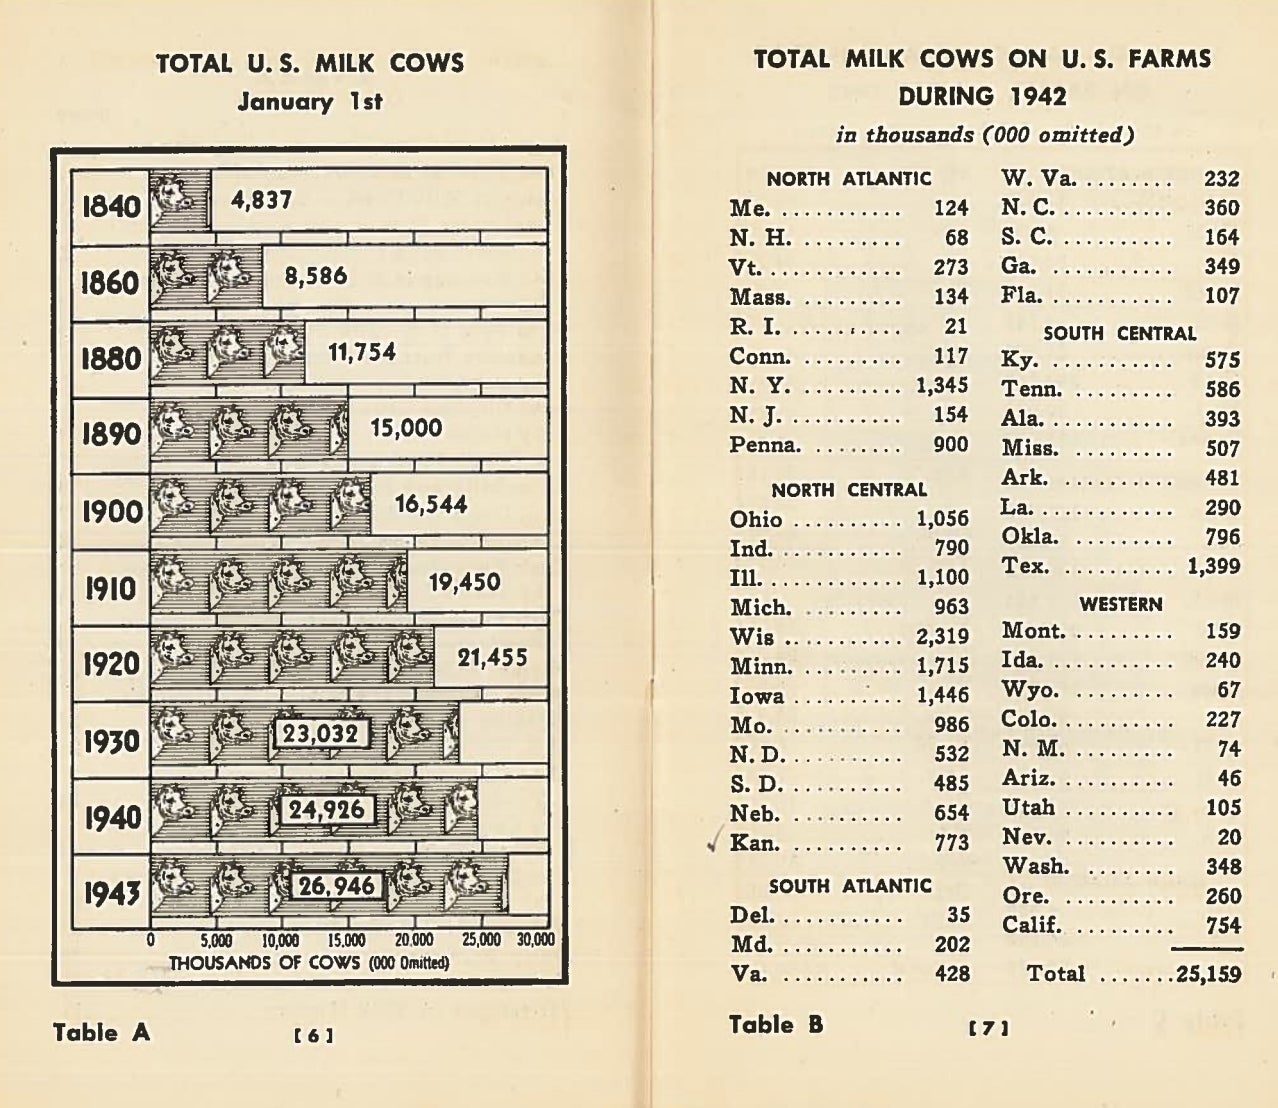 TOTAL U. S. MILK COWS
January 1st
1840 4,837
1860 8,586
1880 11,754
1890 15,000
1900 16,544
1910 19,450
1920 21,455
1930 23,032
1940 24,926
1943 26,946
0 5,000 10,000 15,000 20,000 25,000 30,000
THOUSANDS OF COWS (000 Omitted)
Table A [ 6 ]
TOTAL MILK COWS ON U. S. FARMS
DURING 1942
in thousands (000 omitted)
NORTH ATLANTIC
Me. ........... 124
N. H. ......... 68
Vt. ............ 273
Mass. ......... 134
R. I. .......... 21
Conn. ......... 117
N. Y. ......... 1,345
N. J. .......... 154
Penna. ........ 900
NORTH CENTRAL
Ohio .......... 1,056
Ind. ........... 790
Ill. ............ 1,100
Mich. ......... 963
Wis ........... 2,319
Minn. ......... 1,715
Iowa .......... 1,446
Mo. ........... 986
N. D. .......... 532
S. D. .......... 485
Neb. .......... 654
Kan. .......... 773
SOUTH ATLANTIC
Del. ........... 35
Md. ........... 202
Va. ........... 428
W. Va. ........ 232
N. C. .......... 360
S. C. .......... 164
Ga. ........... 349
Fla. ........... 107
SOUTH CENTRAL
Ky. ........... 575
Tenn. ......... 586
Ala. ........... 393
Miss. ......... 507
Ark. .......... 481
La. ............ 290
Okla. ......... 796
Tex. .......... 1,399
WESTERN
Mont. ......... 159
Ida. ........... 240
Wyo. .......... 67
Colo. .......... 227
N. M. ......... 74
Ariz. .......... 46
Utah .......... 105
Nev. .......... 20
Wash. ......... 348
Ore. .......... 260
Calif. ......... 754
Total ....... 25,159
Table B [ 7 ]